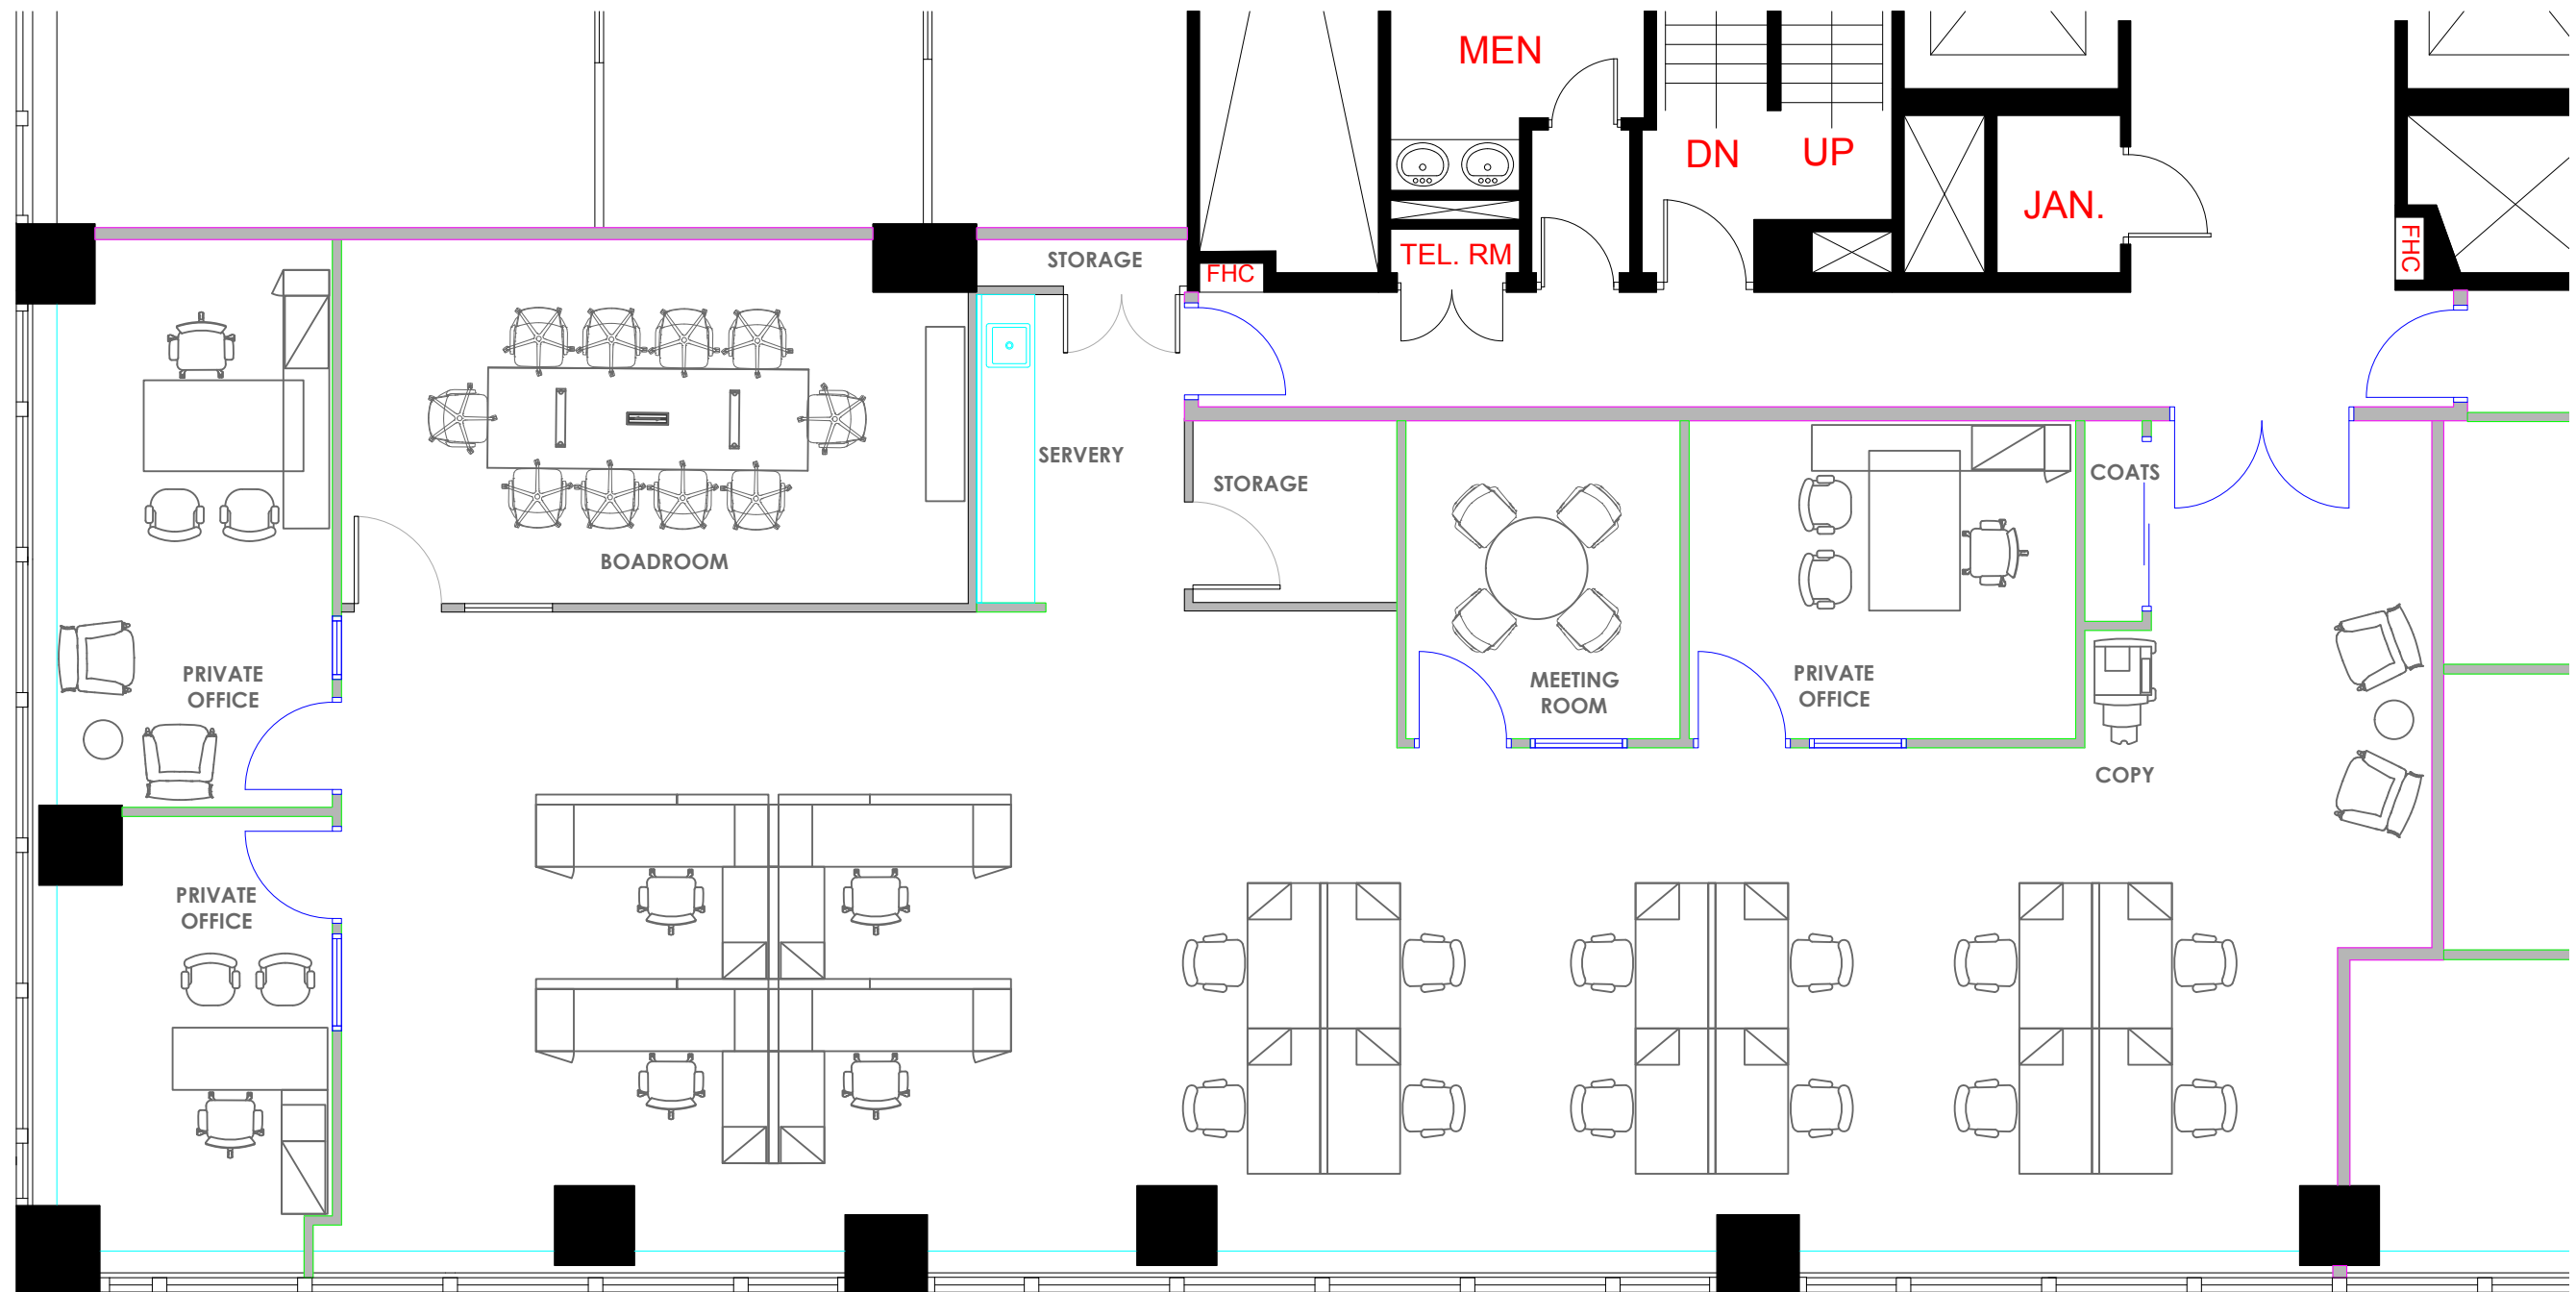 MEN
DN
UP
JAN.
STORAGE
FHC
TEL. RM
FHC
SERVERY
STORAGE
COATS
BOADROOM
PRIVATE
OFFICE
MEETING
ROOM
PRIVATE
OFFICE
COPY
PRIVATE
OFFICE